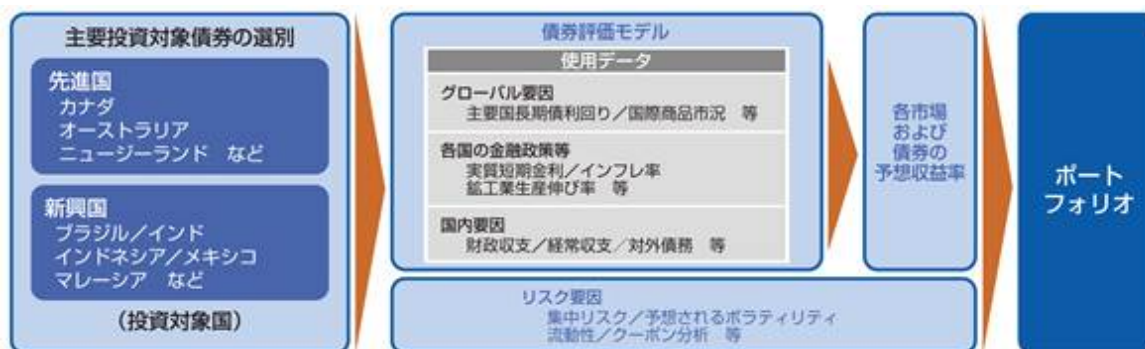 主要投資対象債券の選別
先進国
カナダ
オーストラリア
ニュージーランド など
新興国
ブラジル／インド
インドネシア／メキシコ
マレーシア など
(投資対象国)
債券評価モデル
使用データ
グローバル要因
主要国長期債利回り／国際商品市況 等
各国の金融政策等
実質短期金利／インフレ率
鉱工業生産伸び率 等
国内要因
財政収支／経常収支／対外債務 等
各市場
および
債券の
予想収益率
リスク要因
集中リスク／予想されるボラティリティ
流動性／クーポン分析 等
ポート
フォリオ